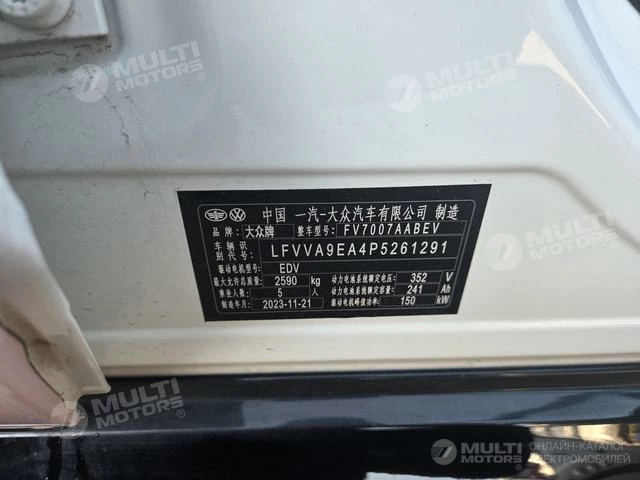 MULTI
MOTORS®
MULTI
MOTORS®
中国 一汽-大众汽车有限公司 制造
品牌: 大众牌 整车型号: FV7007AABEV
车辆识
别代号: LFVVA9EA4P5261291
驱动电机型号: EDV
最大允许总质量: 2590 kg 动力电池系统额定电压: 352 V
乘坐人数: 5 人 动力电池系统额定容量: 241 Ah
制造年月: 2023-11-21 驱动电机峰值功率: 150 kW
MULTI
MOTORS®
MULTI
MOTORS®
ОНЛАЙН-КАТАЛОГ
ЭЛЕКТРОМОБИЛЕЙ